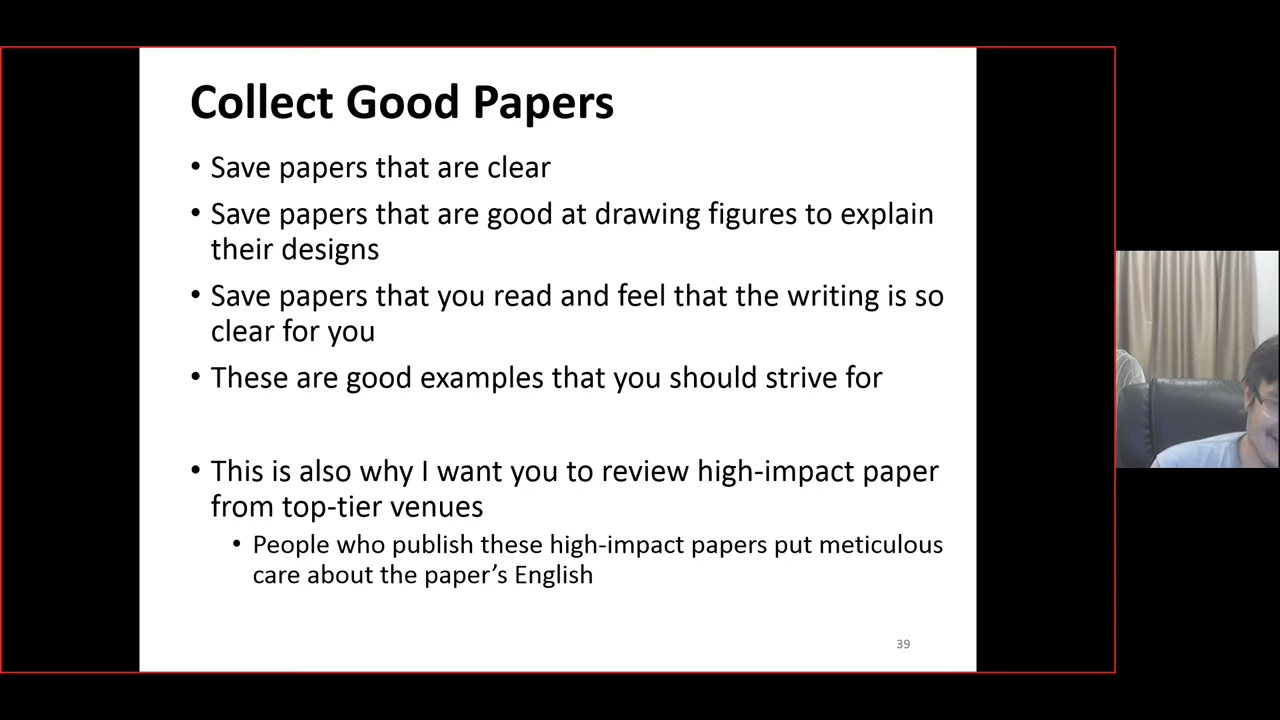 Collect Good Papers
• Save papers that are clear
• Save papers that are good at drawing figures to explain
their designs
• Save papers that you read and feel that the writing is so
clear for you
• These are good examples that you should strive for
• This is also why I want you to review high-impact paper
from top-tier venues
• People who publish these high-impact papers put meticulous
care about the paper’s English
39